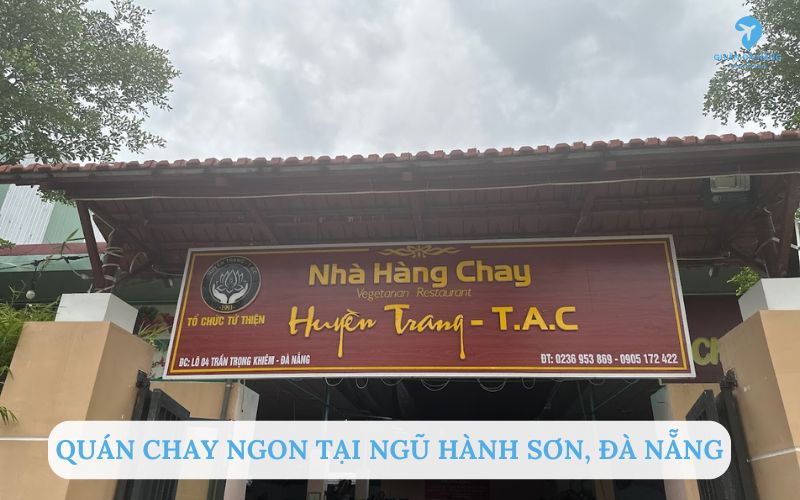 Nhà Hàng Chay
Vegetarian Restaurant
Huyền Trang - T.A.C
1993
TỔ CHỨC TỪ THIỆN
ĐC: LÔ 04 TRẦN TRỌNG KHIÊM - ĐÀ NẴNG
ĐT: 0236 953 869 - 0905 172 422
QUÁN CHAY NGON TẠI NGŨ HÀNH SƠN, ĐÀ NẴNG